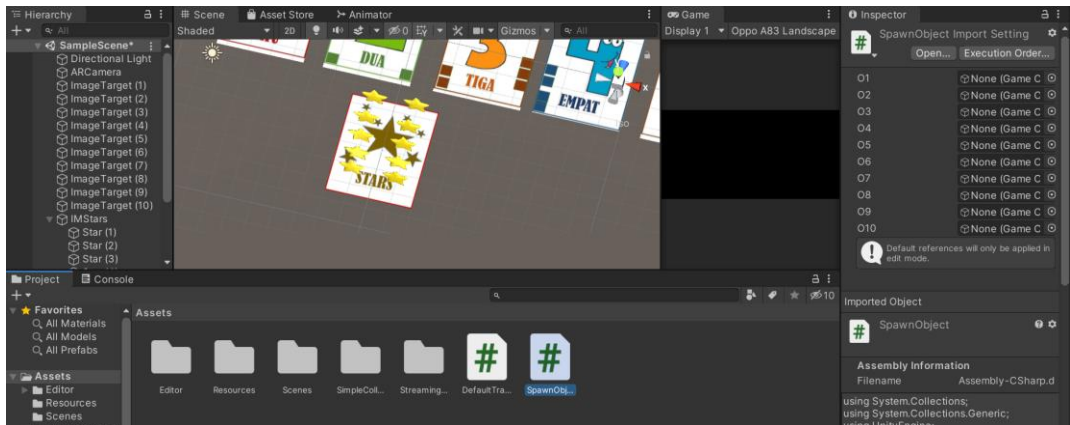 Hierarchy
All
SampleScene*
Directional Light
ARCamera
ImageTarget (1)
ImageTarget (2)
ImageTarget (3)
ImageTarget (4)
ImageTarget (5)
ImageTarget (6)
ImageTarget (7)
ImageTarget (8)
ImageTarget (9)
ImageTarget (10)
IMStars
Star (1)
Star (2)
Star (3)
Scene
Asset Store
Animator
Shaded
2D
0
Gizmos
All
DUA
TIGA
EMPAT
STARS
x
Game
Display 1
Oppo A83 Landscape
Inspector
SpawnObject Import Setting
Open...
Execution Order...
O1 None (Game C
O2 None (Game C
O3 None (Game C
O4 None (Game C
O5 None (Game C
O6 None (Game C
O7 None (Game C
O8 None (Game C
O9 None (Game C
O10 None (Game C
Default references will only be applied in
edit mode.
Imported Object
SpawnObject
Assembly Information
Filename Assembly-CSharp.d
using System.Collections;
using System.Collections.Generic;
using UnityEngine;
Project
Console
10
Favorites
All Materials
All Models
All Prefabs
Assets
Editor
Resources
Scenes
Assets
Editor
Resources
Scenes
SimpleColl...
Streaming...
DefaultTra...
SpawnObj...